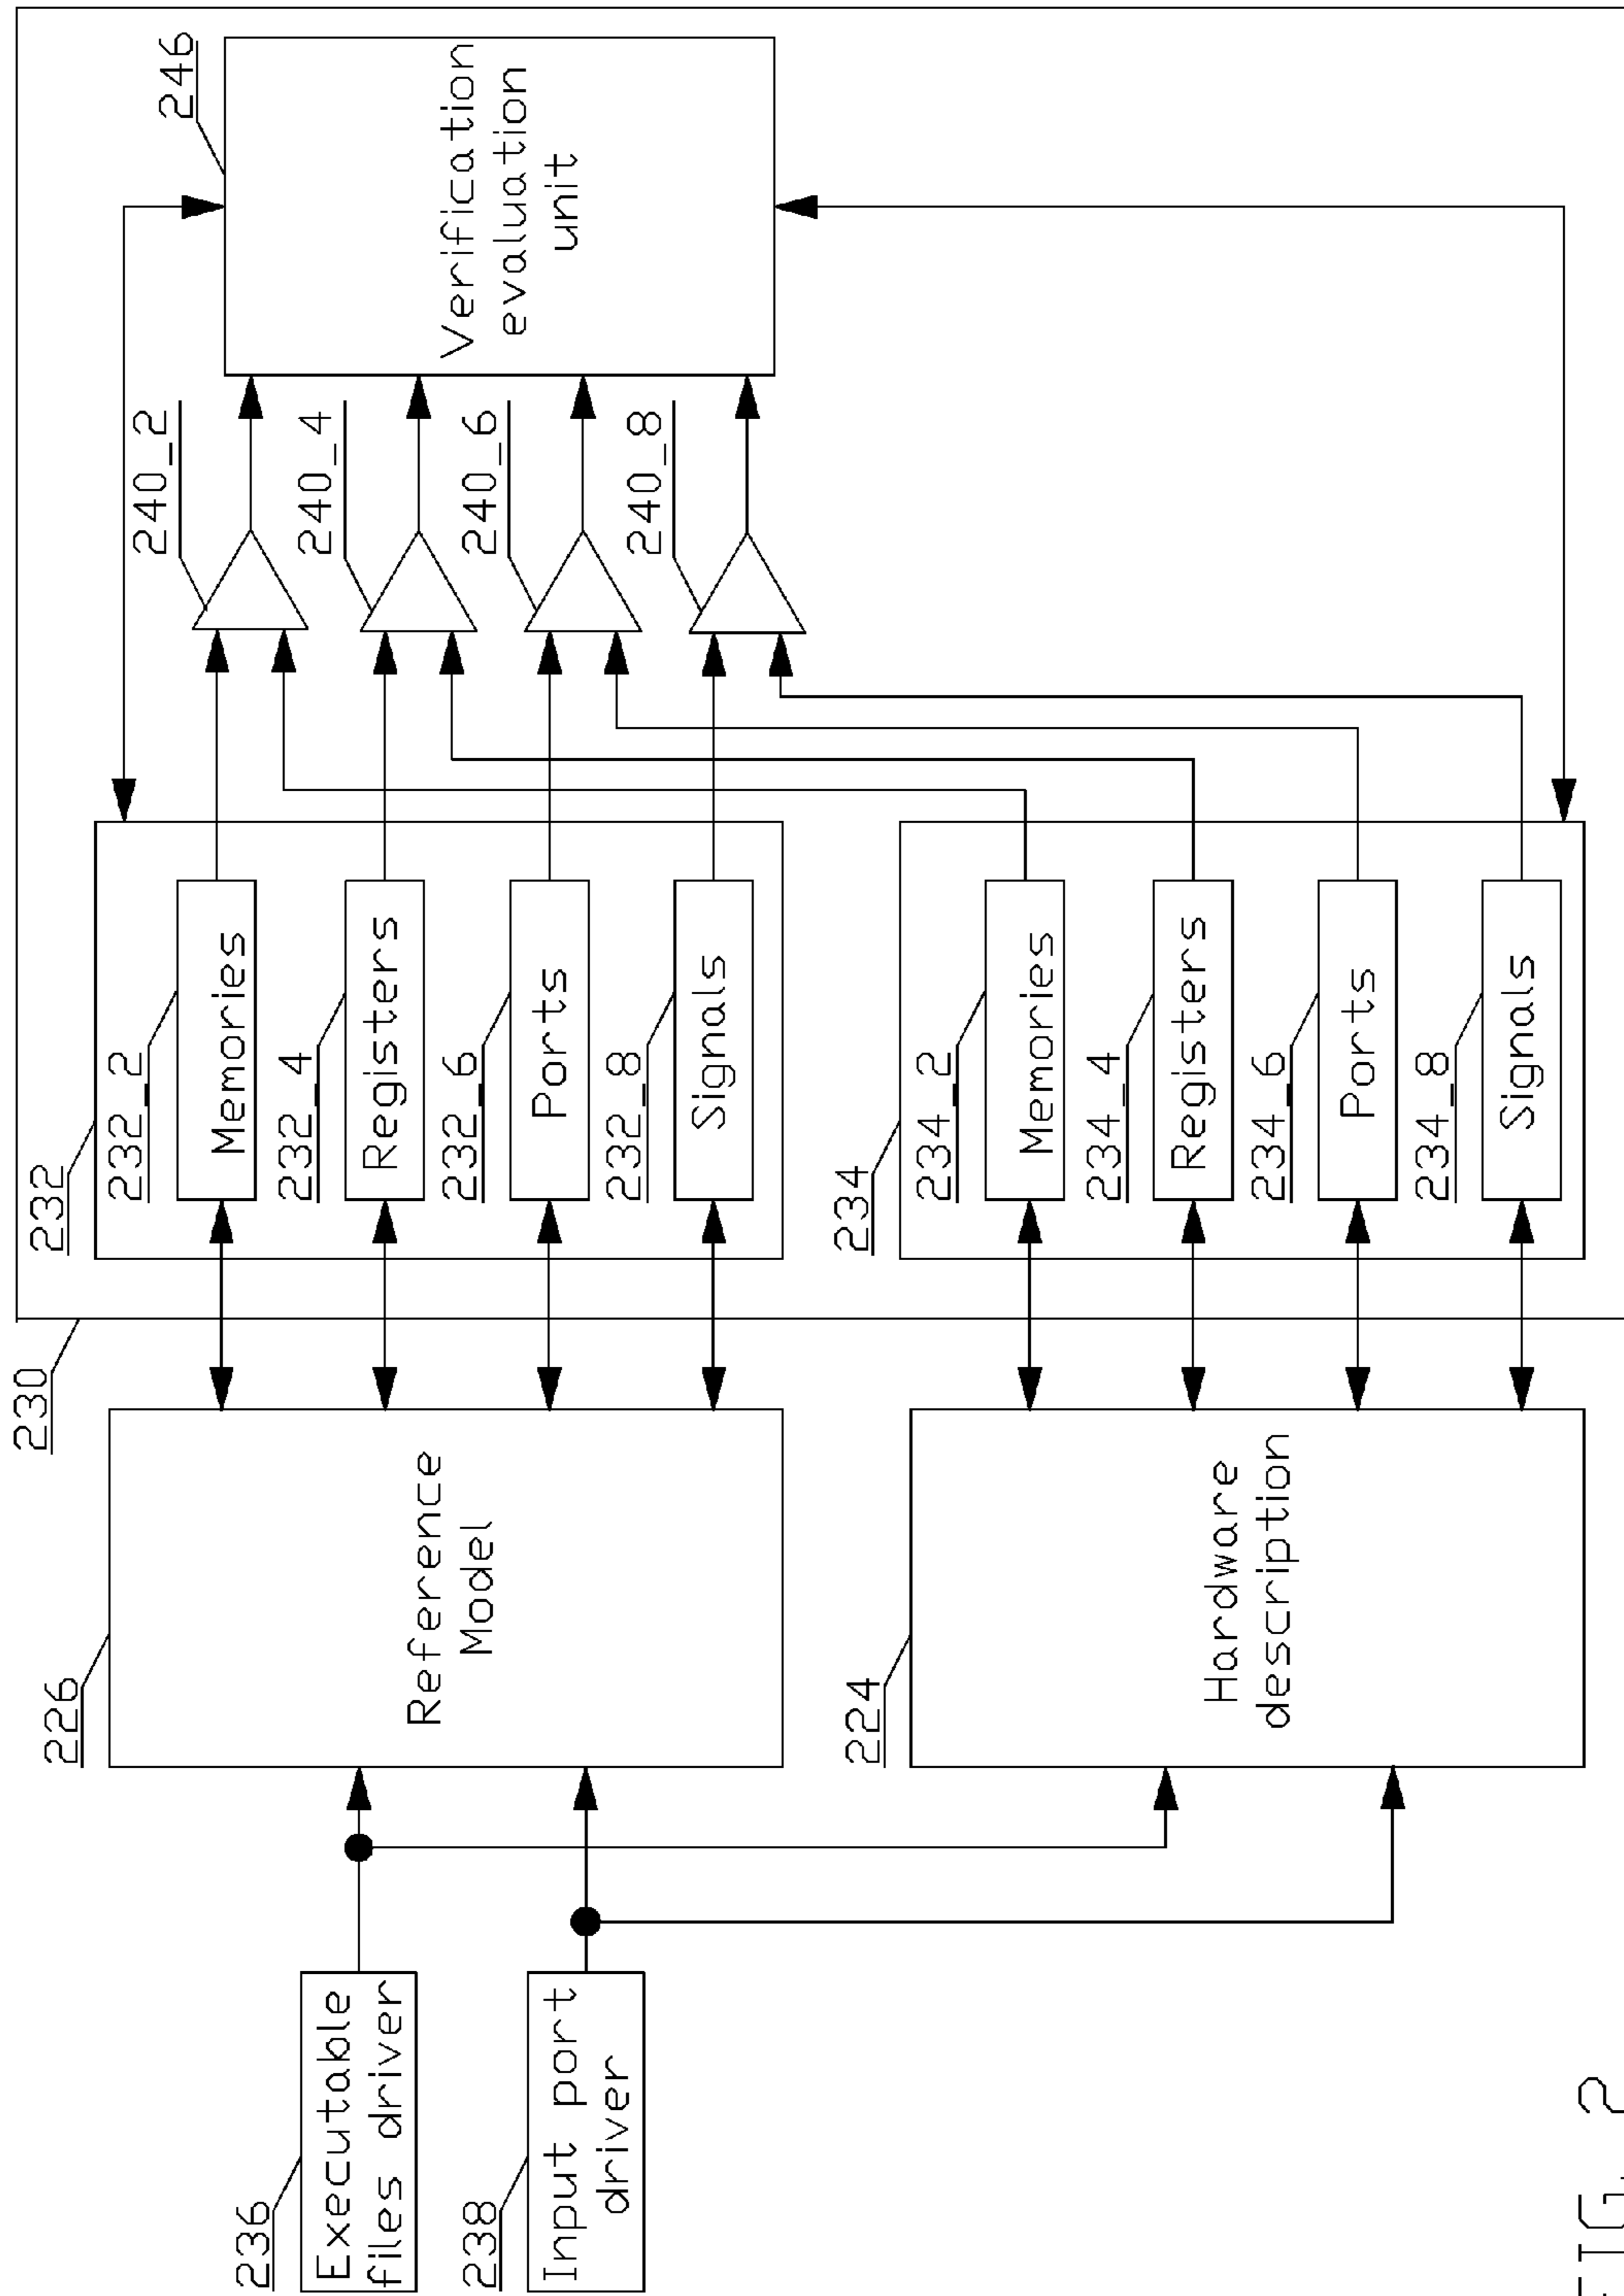 236
Executable
files driver
238
Input port
driver
226
Reference
Model
224
Hardware
description
230
232
232_2
Memories
232_4
Registers
232_6
Ports
232_8
Signals
234
234_2
Memories
234_4
Registers
234_6
Ports
234_8
Signals
240_2
240_4
240_6
240_8
246
Verification
evaluation
unit
FIG. 2